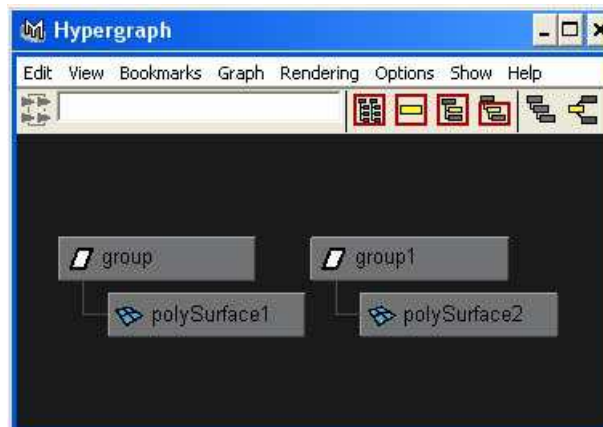 Hypergraph
Edit View Bookmarks Graph Rendering Options Show Help
group group1
polySurface1 polySurface2